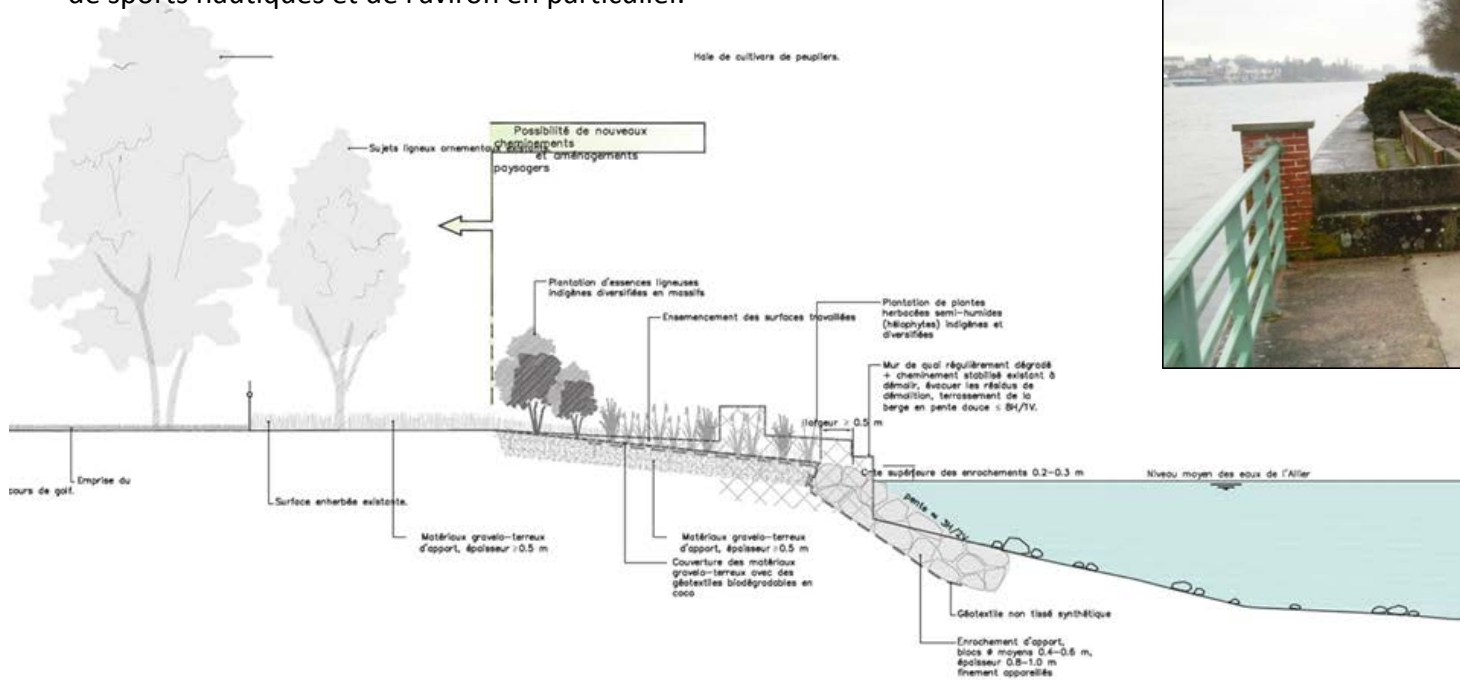 de sports nautiques et de l'aviron en particulier.
Haie de cultivars de peupliers.
Possibilité de nouveaux
cheminements
et aménagements
paysagers
Sujets ligneux ornementaux existants.
Plantation d'essences ligneuses
indigènes diversifiées en massifs
Ensemencement des surfaces travaillées
Plantation de plantes
herbacées semi-humides
(hélophytes) indigènes et
diversifiées
Mur de quai régulièrement dégradé
+ cheminement stabilisé existant à
démolir, évacuer les résidus de
démolition, terrassement de la
berge en pente douce ≤ 8H/1V.
largeur ≥ 0.5 m
Cote supérieure des enrochements 0.2-0.3 m
Niveau moyen des eaux de l'Allier
pente ≈ 3H/2V
Emprise du
cours de golf.
Surface enherbée existante.
Matériaux gravelo-terreux
d'apport, épaisseur ≥0.5 m
Matériaux gravelo-terreux
d'apport, épaisseur ≥0.5 m
Couverture des matériaux
gravelo-terreux avec des
géotextiles biodégradables en
coco
Géotextile non tissé synthétique
Enrochement d'apport,
blocs # moyens 0.4-0.6 m,
épaisseur 0.8-1.0 m
finement appareillés